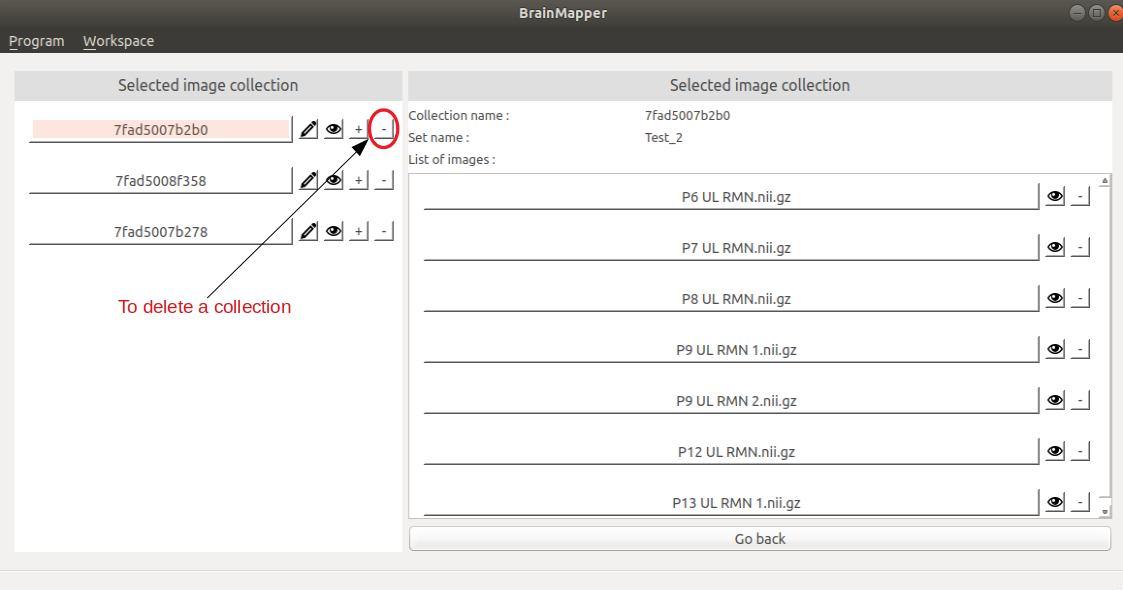 BrainMapper
Program Workspace
Selected image collection
7fad5007b2b0 + -
7fad5008f358 + -
7fad5007b278 + -
To delete a collection
Selected image collection
Collection name : 7fad5007b2b0
Set name : Test_2
List of images :
P6 UL RMN.nii.gz -
P7 UL RMN.nii.gz -
P8 UL RMN.nii.gz -
P9 UL RMN 1.nii.gz -
P9 UL RMN 2.nii.gz -
P12 UL RMN.nii.gz -
P13 UL RMN 1.nii.gz -
Go back